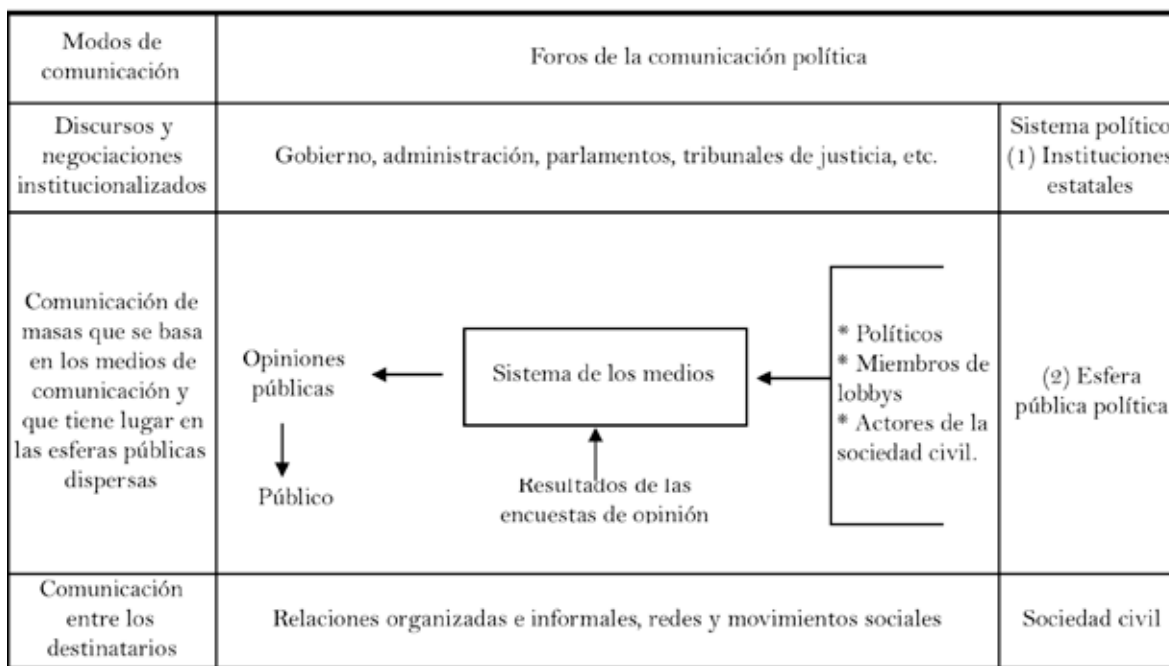 Modos de
comunicación
Foros de la comunicación política
Discursos y
negociaciones
institucionalizados
Gobierno, administración, parlamentos, tribunales de justicia, etc.
Sistema político
(1) Instituciones
estatales
Comunicación de
masas que se basa
en los medios de
comunicación y
que tiene lugar en
las esferas públicas
dispersas
Opiniones
públicas
Público
Sistema de los medios
Resultados de las
encuestas de opinión
* Políticos
* Miembros de
lobbys
* Actores de la
sociedad civil.
(2) Esfera
pública política
Comunicación
entre los
destinatarios
Relaciones organizadas e informales, redes y movimientos sociales
Sociedad civil